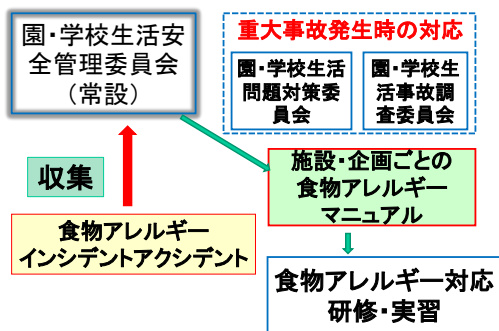 園・学校生活安
全管理委員会
（常設）
重大事故発生時の対応
園・学校生活
問題対策委
員会
園・学校生
活事故調
査委員会
収集
施設・企画ごとの
食物アレルギー
マニュアル
食物アレルギー
インシデントアクシデント
食物アレルギー対応
研修・実習